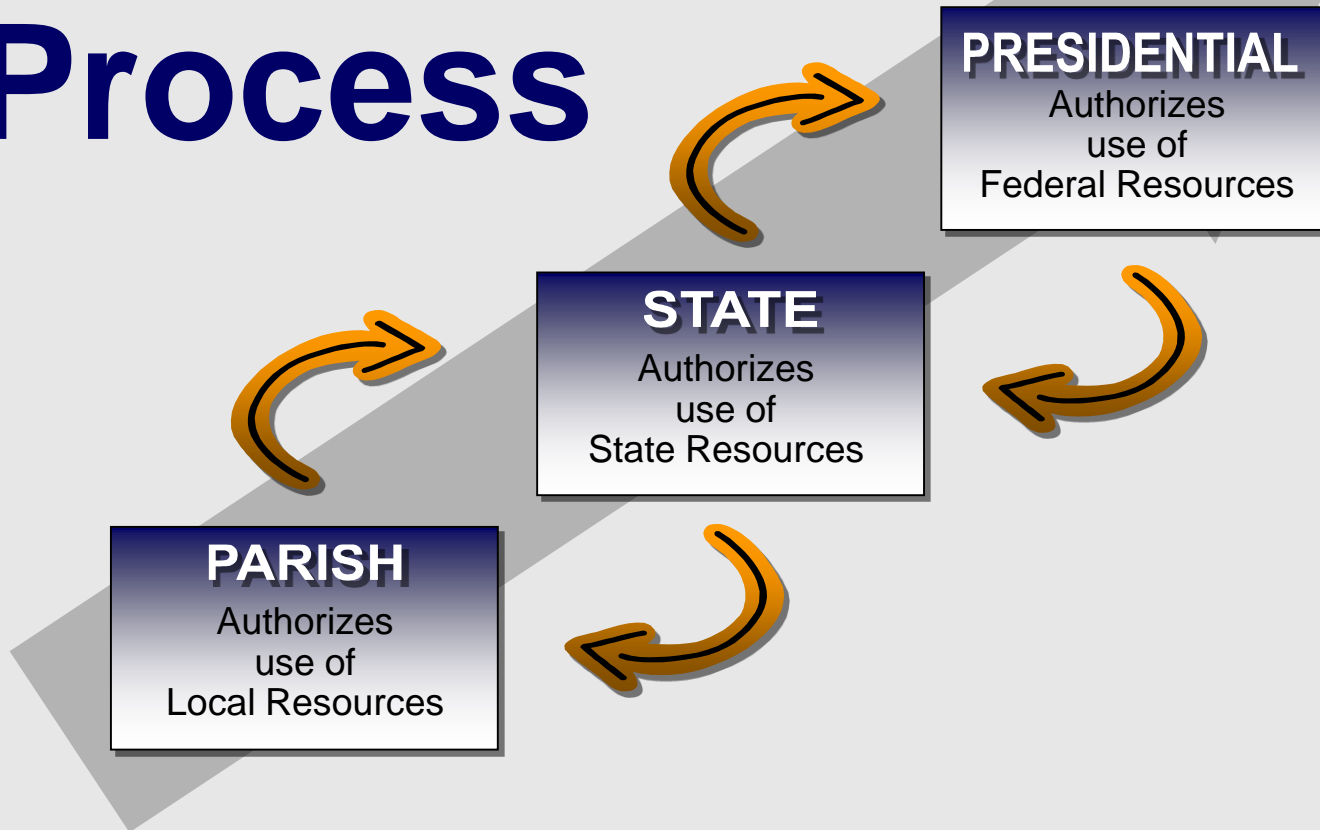 Process
PRESIDENTIAL
Authorizes
use of
Federal Resources
STATE
Authorizes
use of
State Resources
PARISH
Authorizes
use of
Local Resources